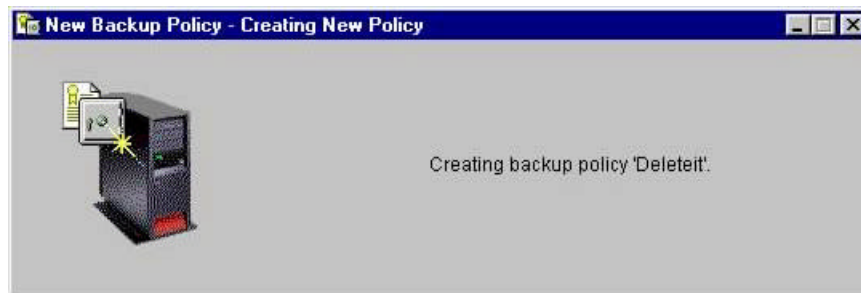 New Backup Policy - Creating New Policy
Creating backup policy 'Deleteit'.